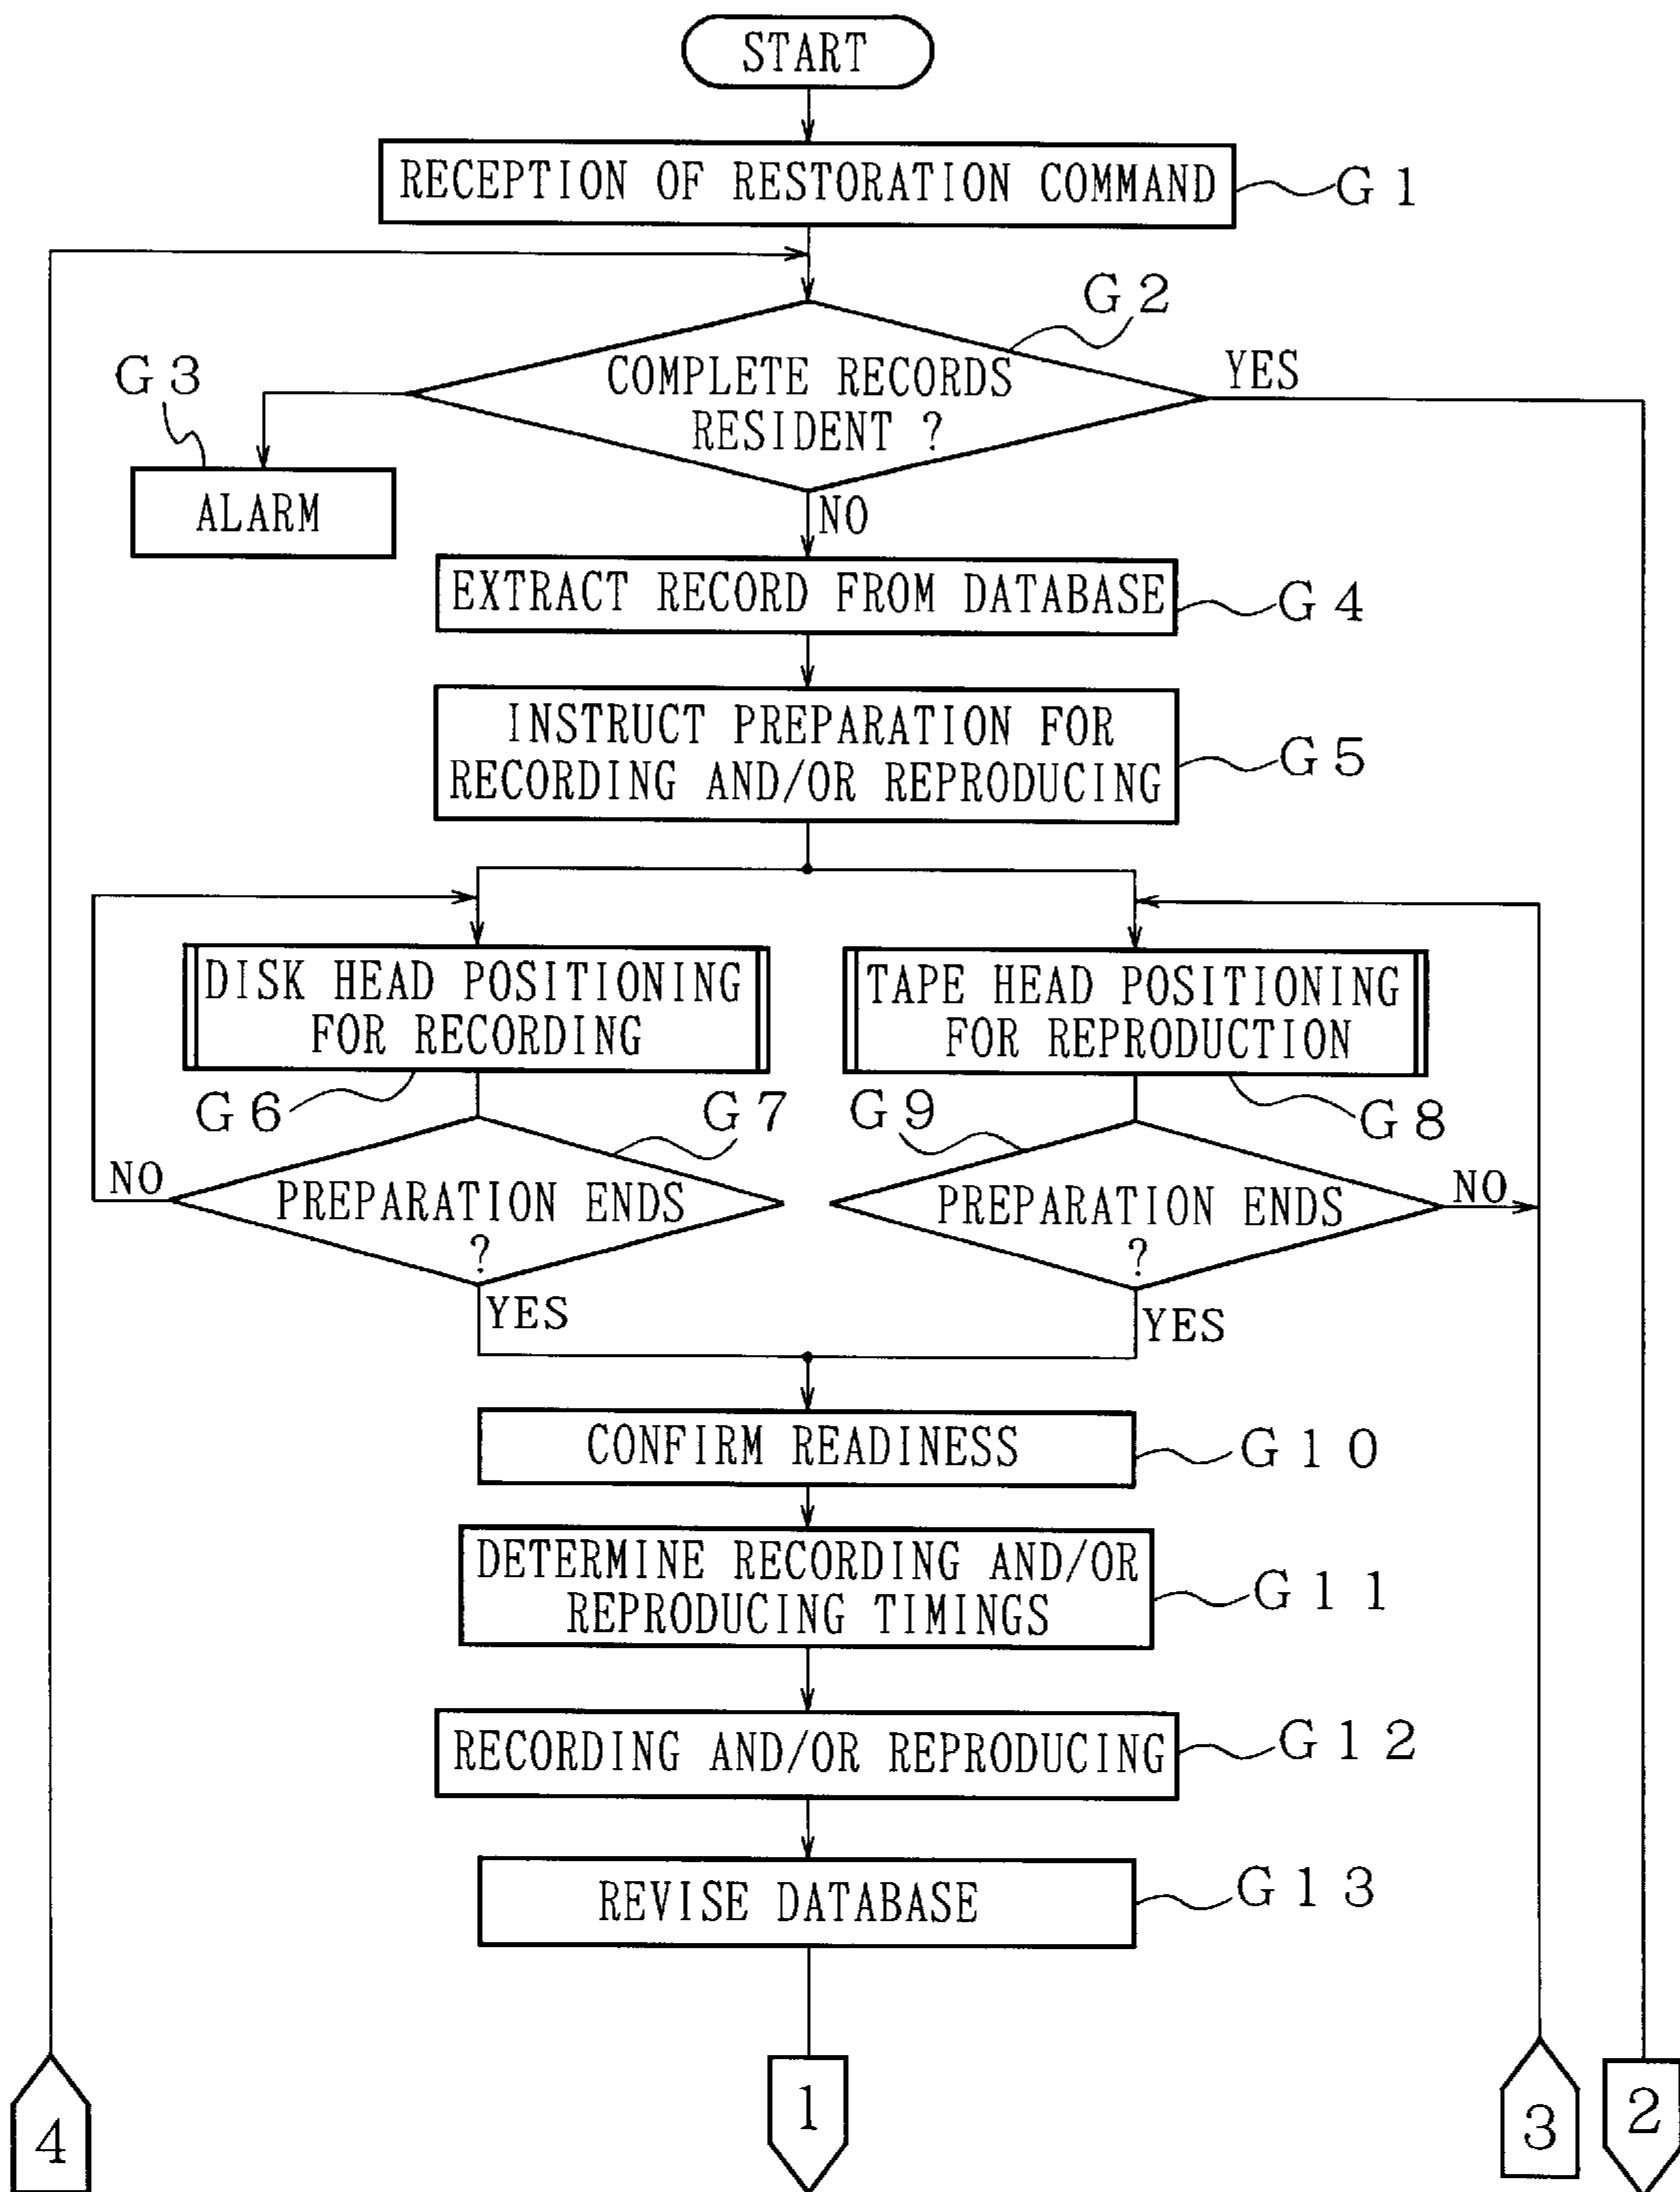 START
RECEPTION OF RESTORATION COMMAND
G1
G2
COMPLETE RECORDS
RESIDENT ?
YES
G3
ALARM
NO
EXTRACT RECORD FROM DATABASE
G4
INSTRUCT PREPARATION FOR
RECORDING AND/OR REPRODUCING
G5
DISK HEAD POSITIONING
FOR RECORDING
TAPE HEAD POSITIONING
FOR REPRODUCTION
G6
G7
G9
G8
NO
PREPARATION ENDS
?
YES
PREPARATION ENDS
?
NO
YES
CONFIRM READINESS
G10
DETERMINE RECORDING AND/OR
REPRODUCING TIMINGS
G11
RECORDING AND/OR REPRODUCING
G12
REVISE DATABASE
G13
4
1
3
2